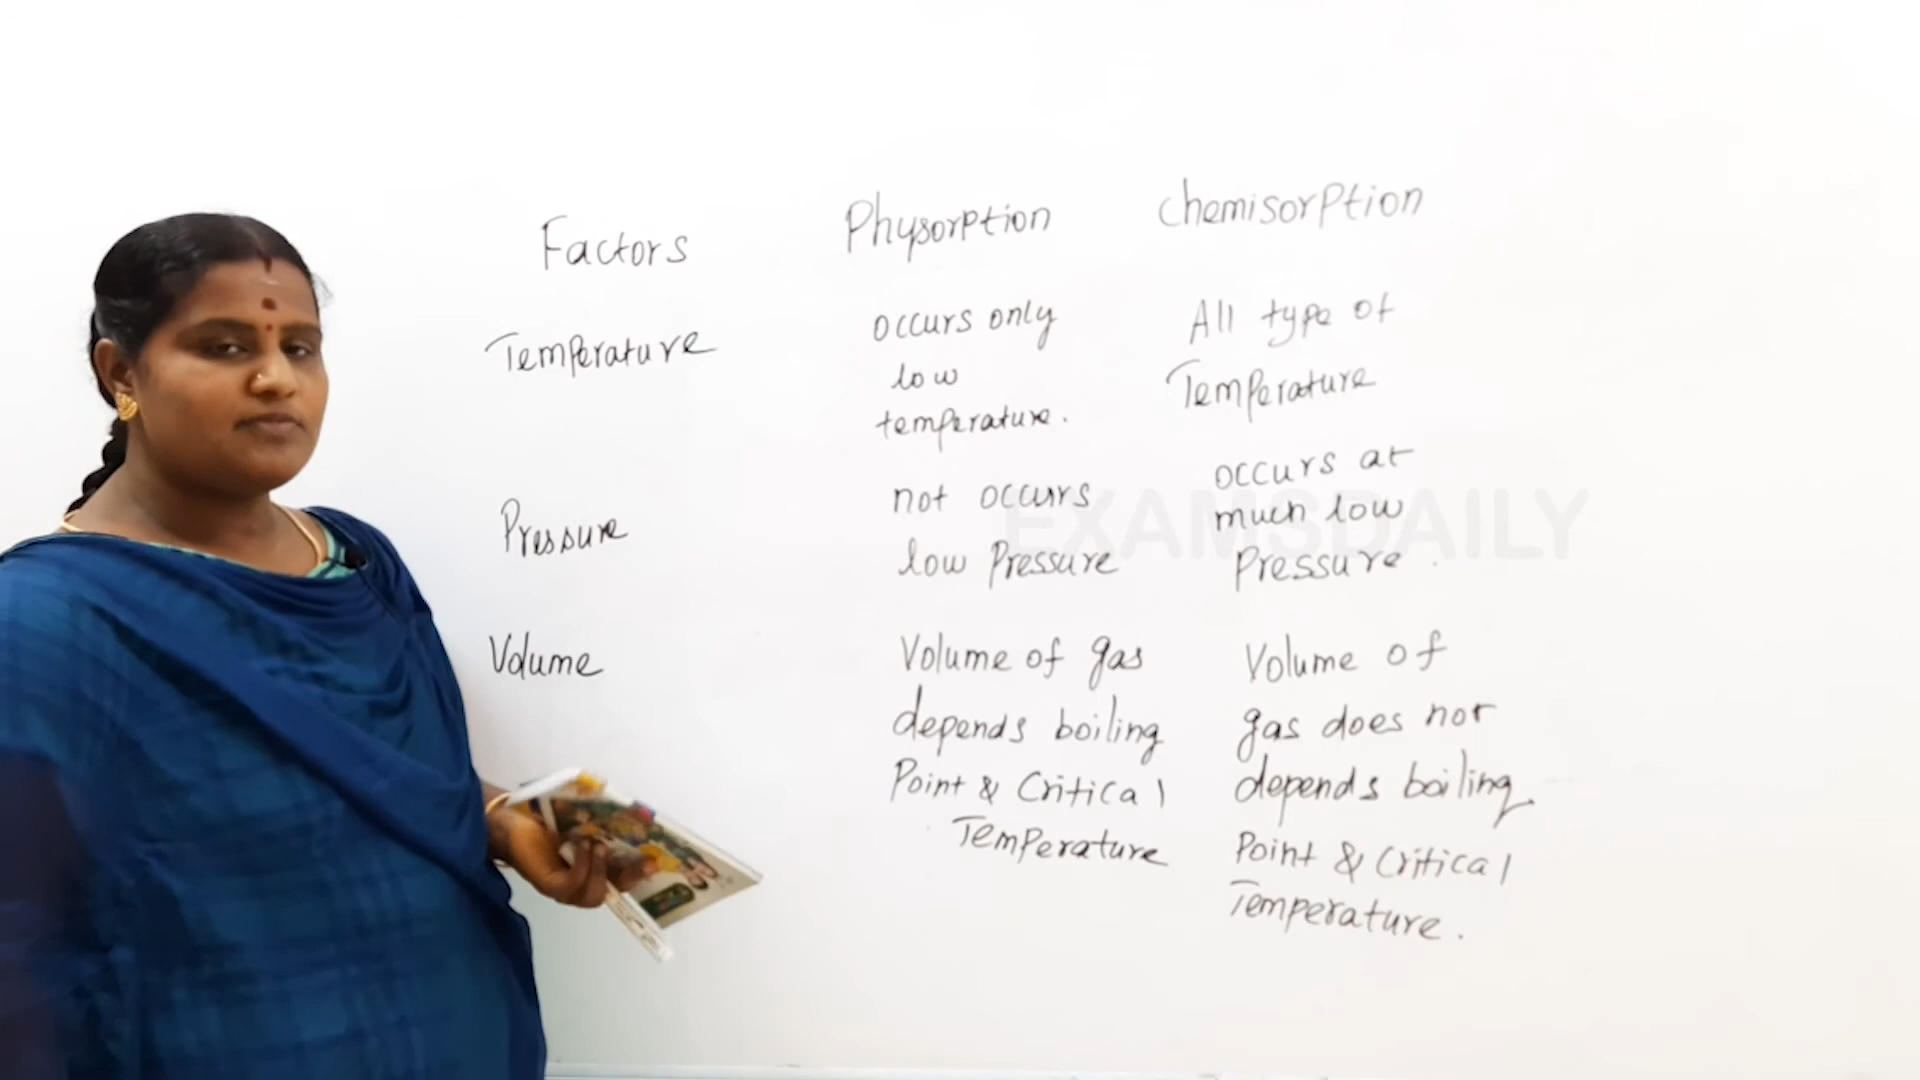 Factors Physorption Chemisorption
Temperature
occurs only
low
temperature.
All type of
Temperature
Pressure
not occurs
low Pressure
occurs at
much low
Pressure.
Volume
Volume of gas
depends boiling
Point & Critical
Temperature
Volume of
gas does not
depends boiling
Point & Critical
Temperature.
EXAMSDAILY